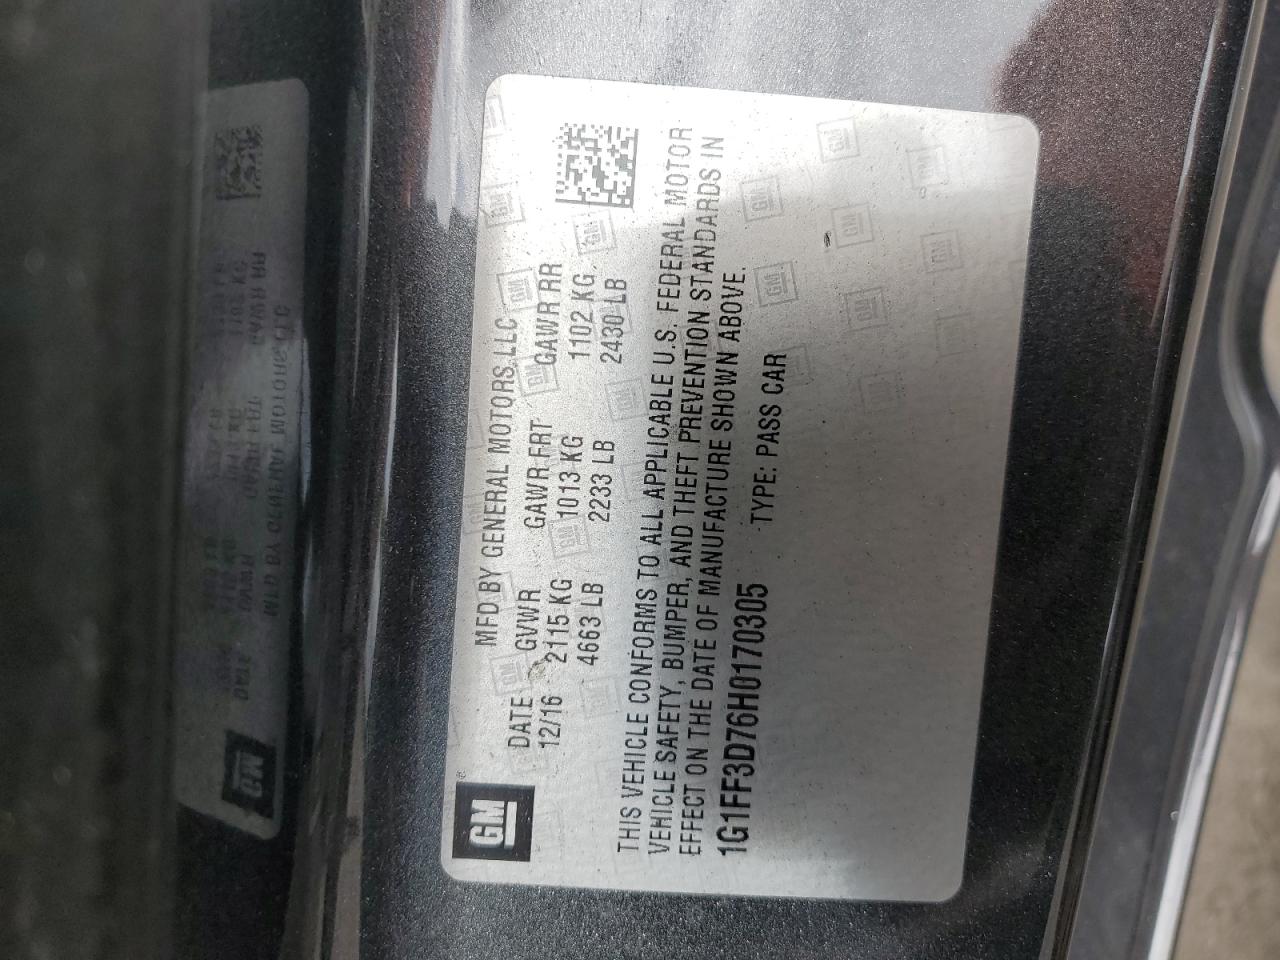 GM
MFD BY GENERAL MOTORS LLC
DATE GVWR GAWR FRT GAWR RR
12/16 2115 KG 1013 KG 1102 KG
4663 LB 2233 LB 2430 LB
THIS VEHICLE CONFORMS TO ALL APPLICABLE U.S. FEDERAL MOTOR
VEHICLE SAFETY, BUMPER, AND THEFT PREVENTION STANDARDS IN
EFFECT ON THE DATE OF MANUFACTURE SHOWN ABOVE.
1G1FF3D76H0170305 TYPE: PASS CAR